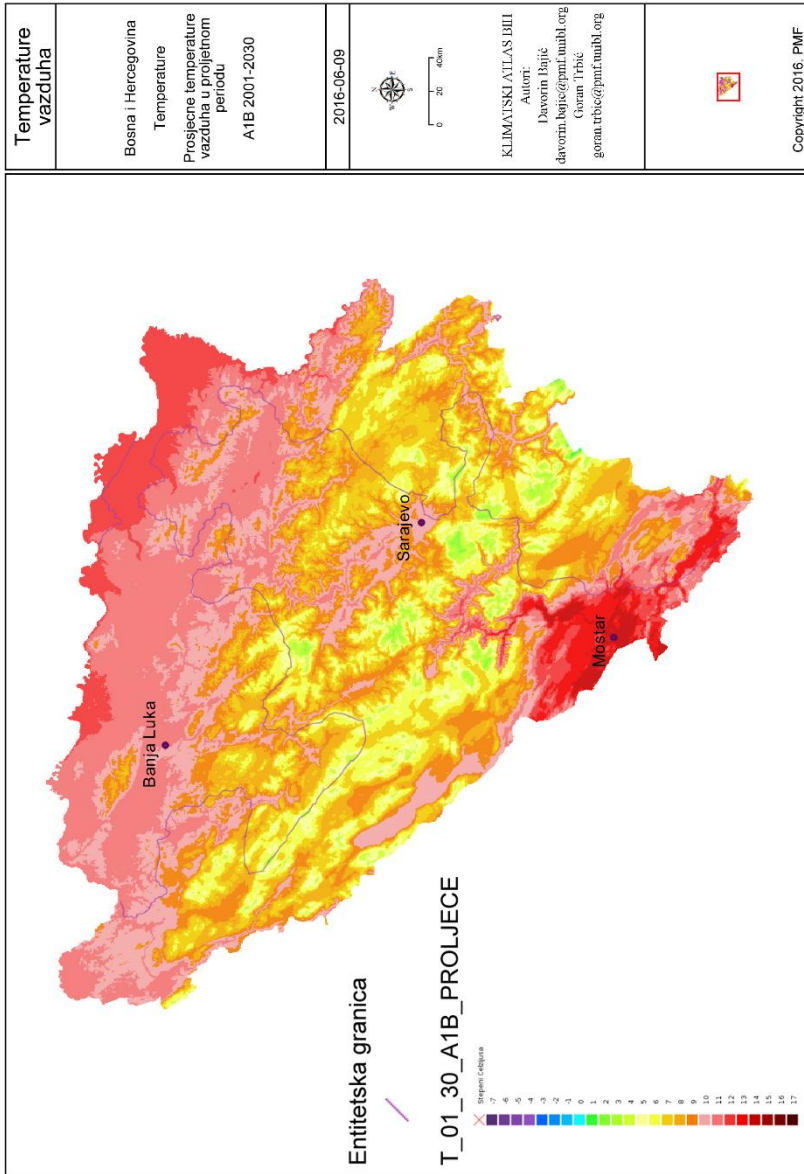 Temperature
vazduha
Bosna i Hercegovina
Temperature
Prosjecne temperature
vazduha u proljetnom
periodu
A1B 2001-2030
2016-06-09
N
E
S
W
0 20 40km
KLIMATSKI ATLAS BIH
Autori:
Davorin Bajić
davorin.bajic@pmf.unibl.org
Goran Trbić
goran.trbic@pmf.unibl.org
Copyright 2016. PMF
Banja Luka
Sarajevo
Mostar
Entitetska granica
T_01_30_A1B_PROLJECE
Stepeni Celzijusa
-7
-6
-5
-4
-3
-2
-1
0
1
2
3
4
5
6
7
8
9
10
11
12
13
14
15
16
17